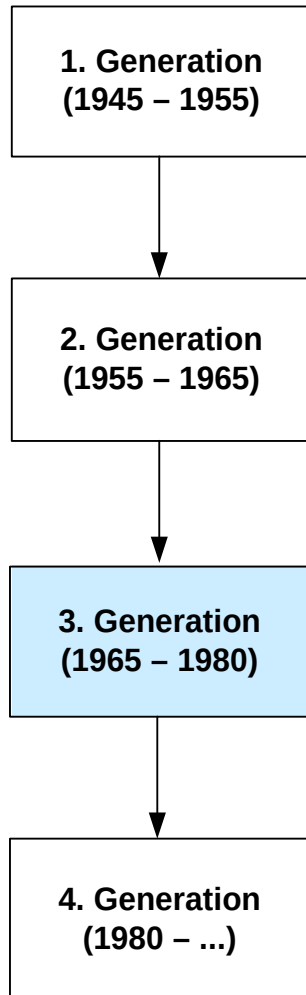 1. Generation
(1945 – 1955)
2. Generation
(1955 – 1965)
3. Generation
(1965 – 1980)
4. Generation
(1980 – ...)